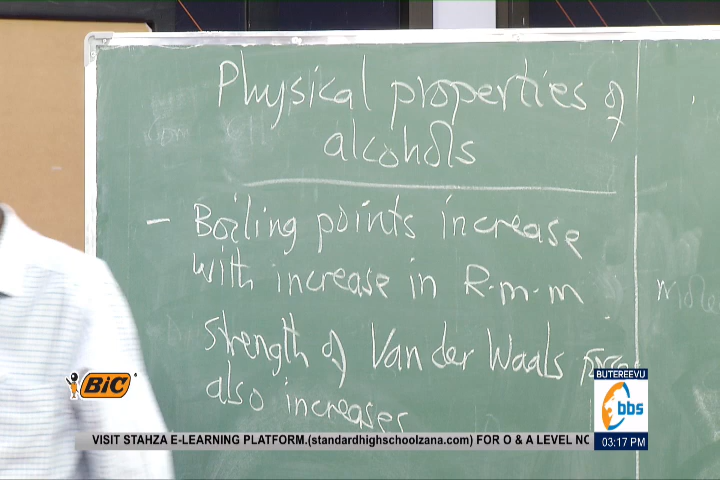 Physical properties of
alcohols
- Boiling points increase
with increase in R.m.m
strength of Van der Waals forces
also increases
BiC
BUTEREEVU
bbs
VISIT STAHZA E-LEARNING PLATFORM.(standardhighschoolzana.com) FOR O & A LEVEL NO
03:17 PM